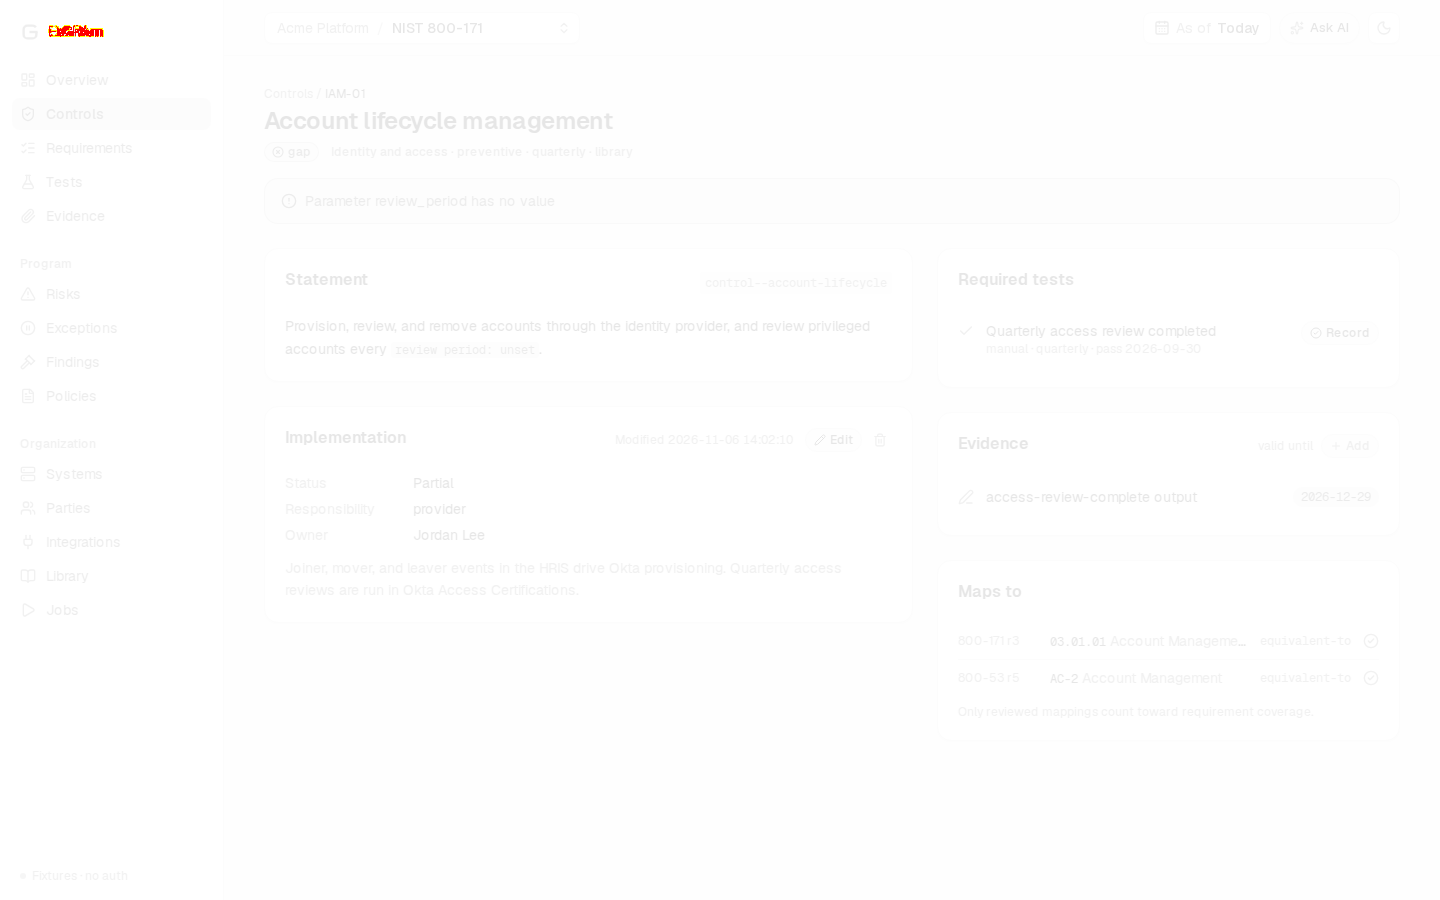 G
Acme Platform / NIST 800-171
As of Today
Ask AI
Overview
Controls
Requirements
Tests
Evidence
Program
Risks
Exceptions
Findings
Policies
Organization
Systems
Parties
Integrations
Library
Jobs
Fixtures · no auth
Controls / IAM-01
Account lifecycle management
gap
Identity and access · preventive · quarterly · library
Parameter review_period has no value
Statement
control--account-lifecycle
Provision, review, and remove accounts through the identity provider, and review privileged
accounts every review period: unset.
Implementation
Modified 2026-11-06 14:02:10
Edit
Status Partial
Responsibility provider
Owner Jordan Lee
Joiner, mover, and leaver events in the HRIS drive Okta provisioning. Quarterly access
reviews are run in Okta Access Certifications.
Required tests
Quarterly access review completed
manual · quarterly · pass 2026-09-30
Record
Evidence
valid until
+ Add
access-review-complete output
2026-12-29
Maps to
800-171 r3 03.01.01 Account Manageme… equivalent-to
800-53 r5 AC-2 Account Management equivalent-to
Only reviewed mappings count toward requirement coverage.